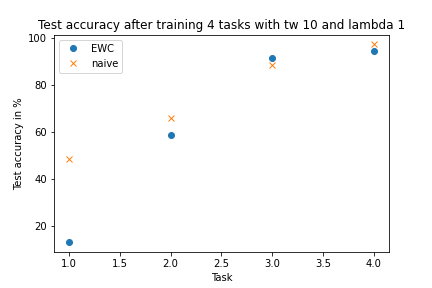 Test accuracy after training 4 tasks with tw 10 and lambda 1
EWC
naive
100
80
60
40
20
Test accuracy in %
1.0 1.5 2.0 2.5 3.0 3.5 4.0
Task